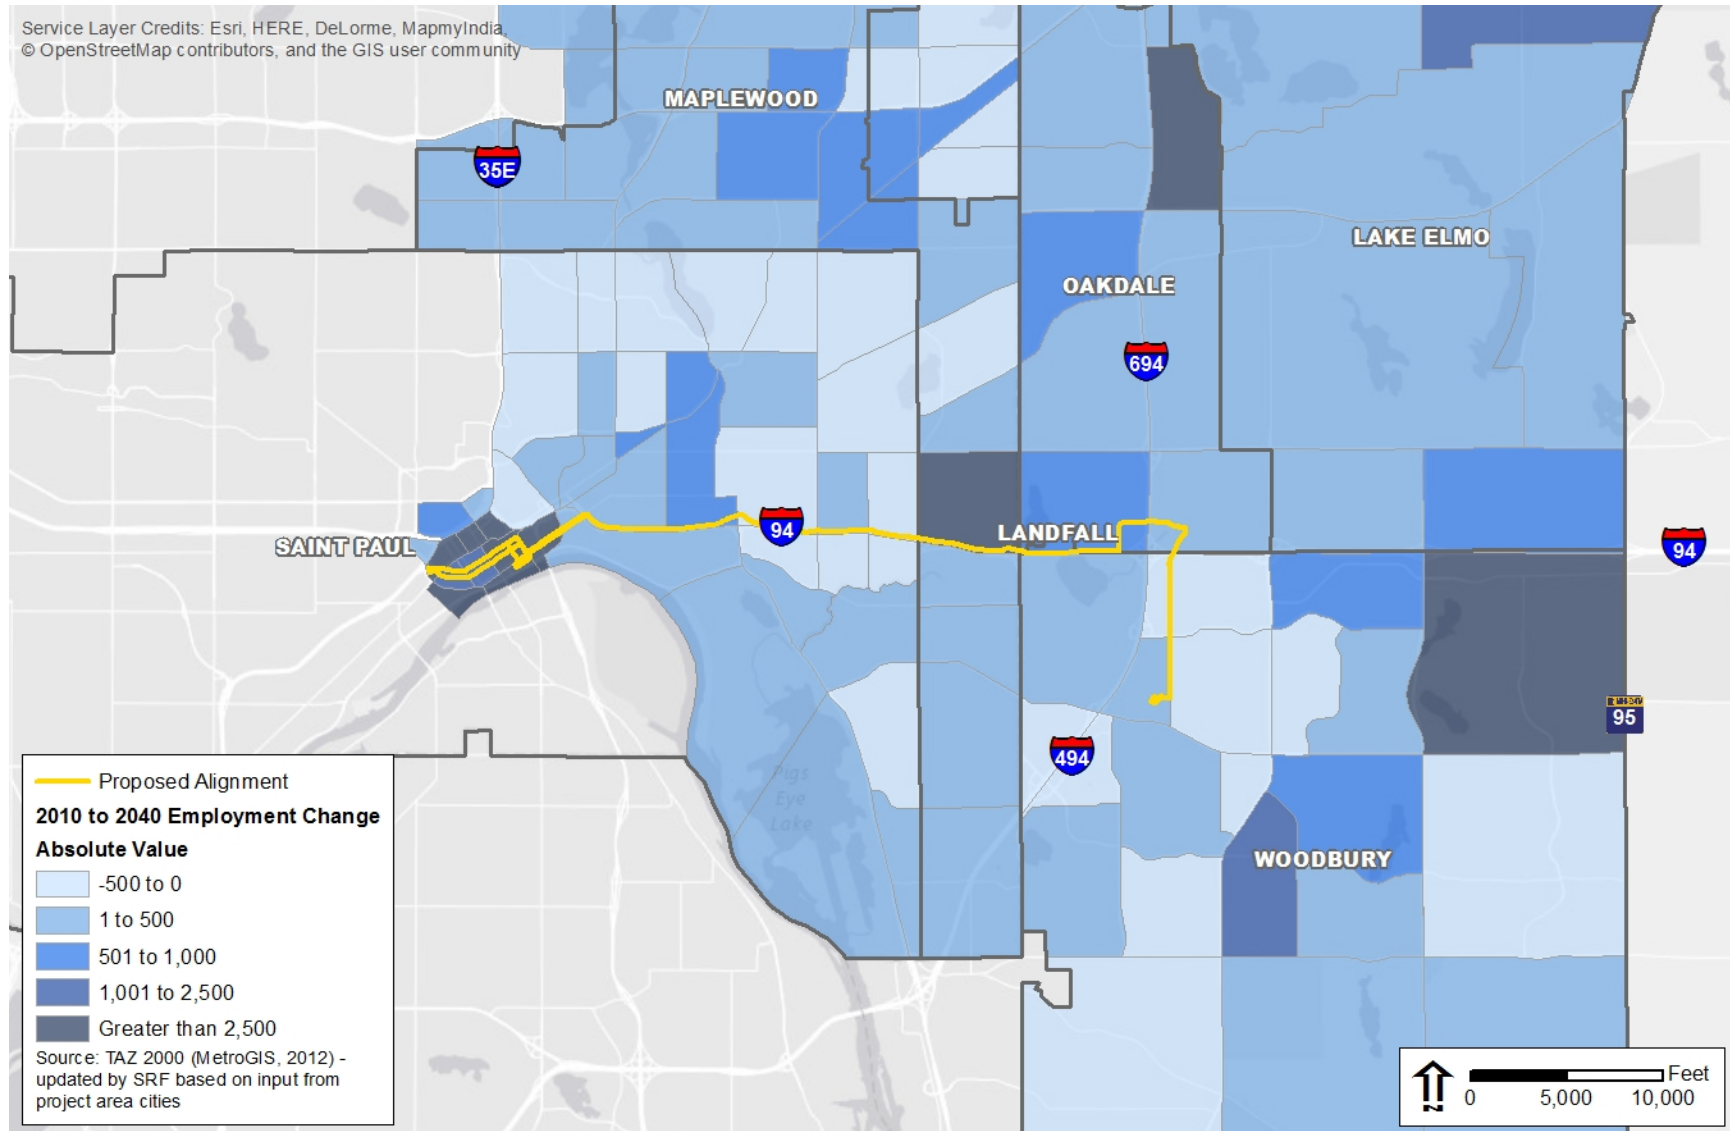 Service Layer Credits: Esri, HERE, DeLorme, MapmyIndia,
© OpenStreetMap contributors, and the GIS user community
MAPLEWOOD
35E
LAKE ELMO
OAKDALE
694
94
LANDFALL
SAINT PAUL
94
95
494
Pigs
Eye
Lake
WOODBURY
Proposed Alignment
2010 to 2040 Employment Change
Absolute Value
-500 to 0
1 to 500
501 to 1,000
1,001 to 2,500
Greater than 2,500
Source: TAZ 2000 (MetroGIS, 2012) -
updated by SRF based on input from
project area cities
N
Feet
0 5,000 10,000